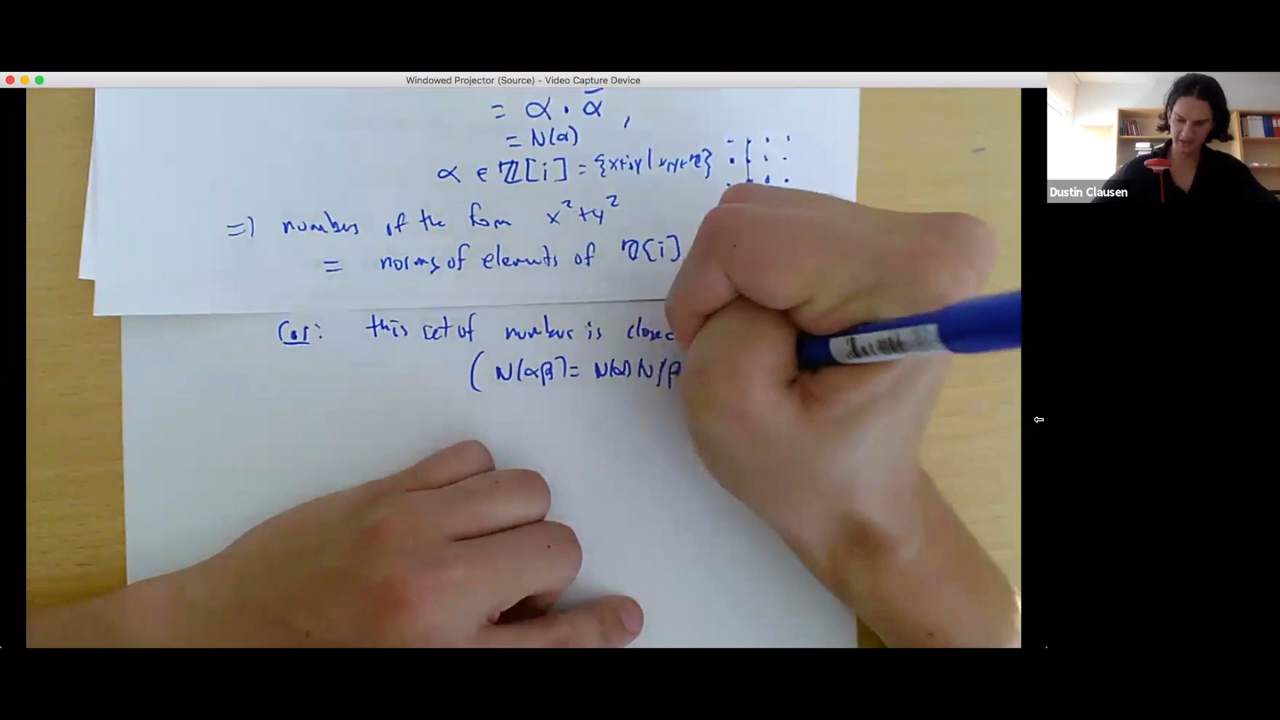 Windowed Projector (Source) - Video Capture Device
Dustin Clausen
= α · ᾱ ,
= N(α)
α ∈ ℤ[i] = {x+iy | x,y∈ℤ}
=) numbers of the form x²+y²
= norms of elements of ℤ[i]
Cor: this set of numbers is closed
( N(αβ) = N(α) N(β